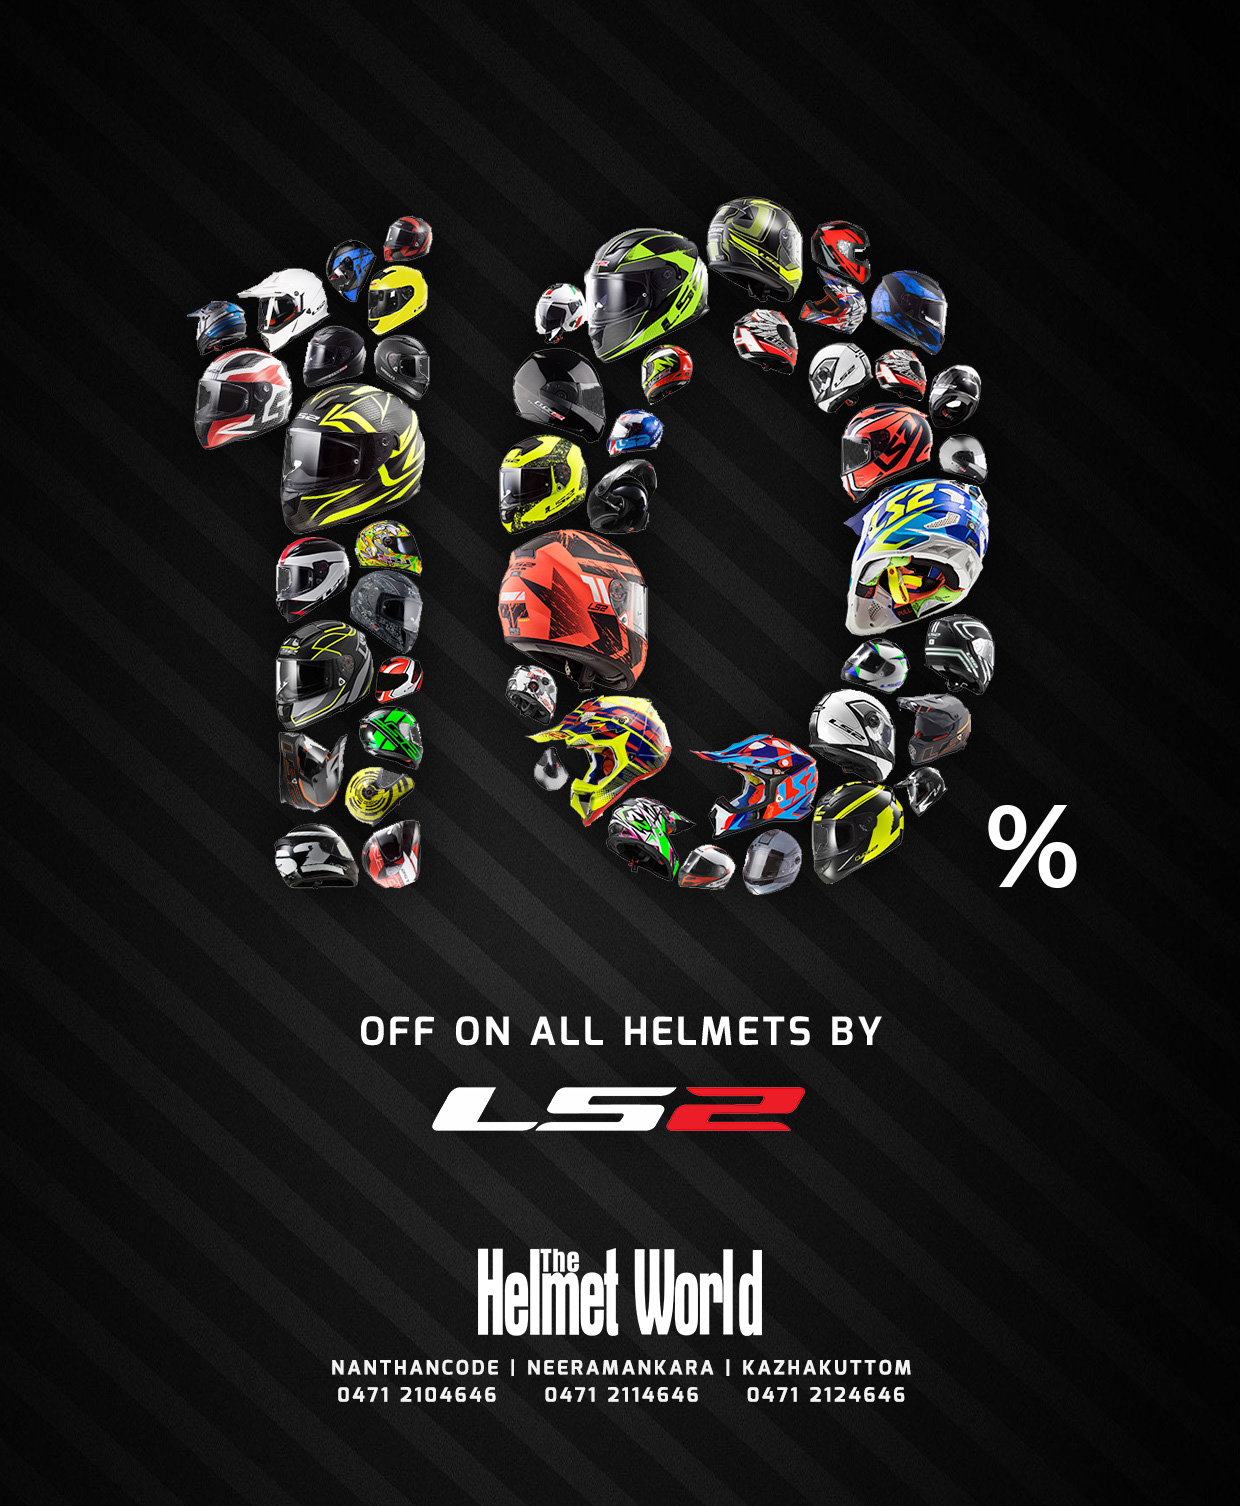 10%
OFF ON ALL HELMETS BY
LS2
The
Helmet World
NANTHANCODE | NEERAMANKARA | KAZHAKUTTOM
0471 2104646 0471 2114646 0471 2124646